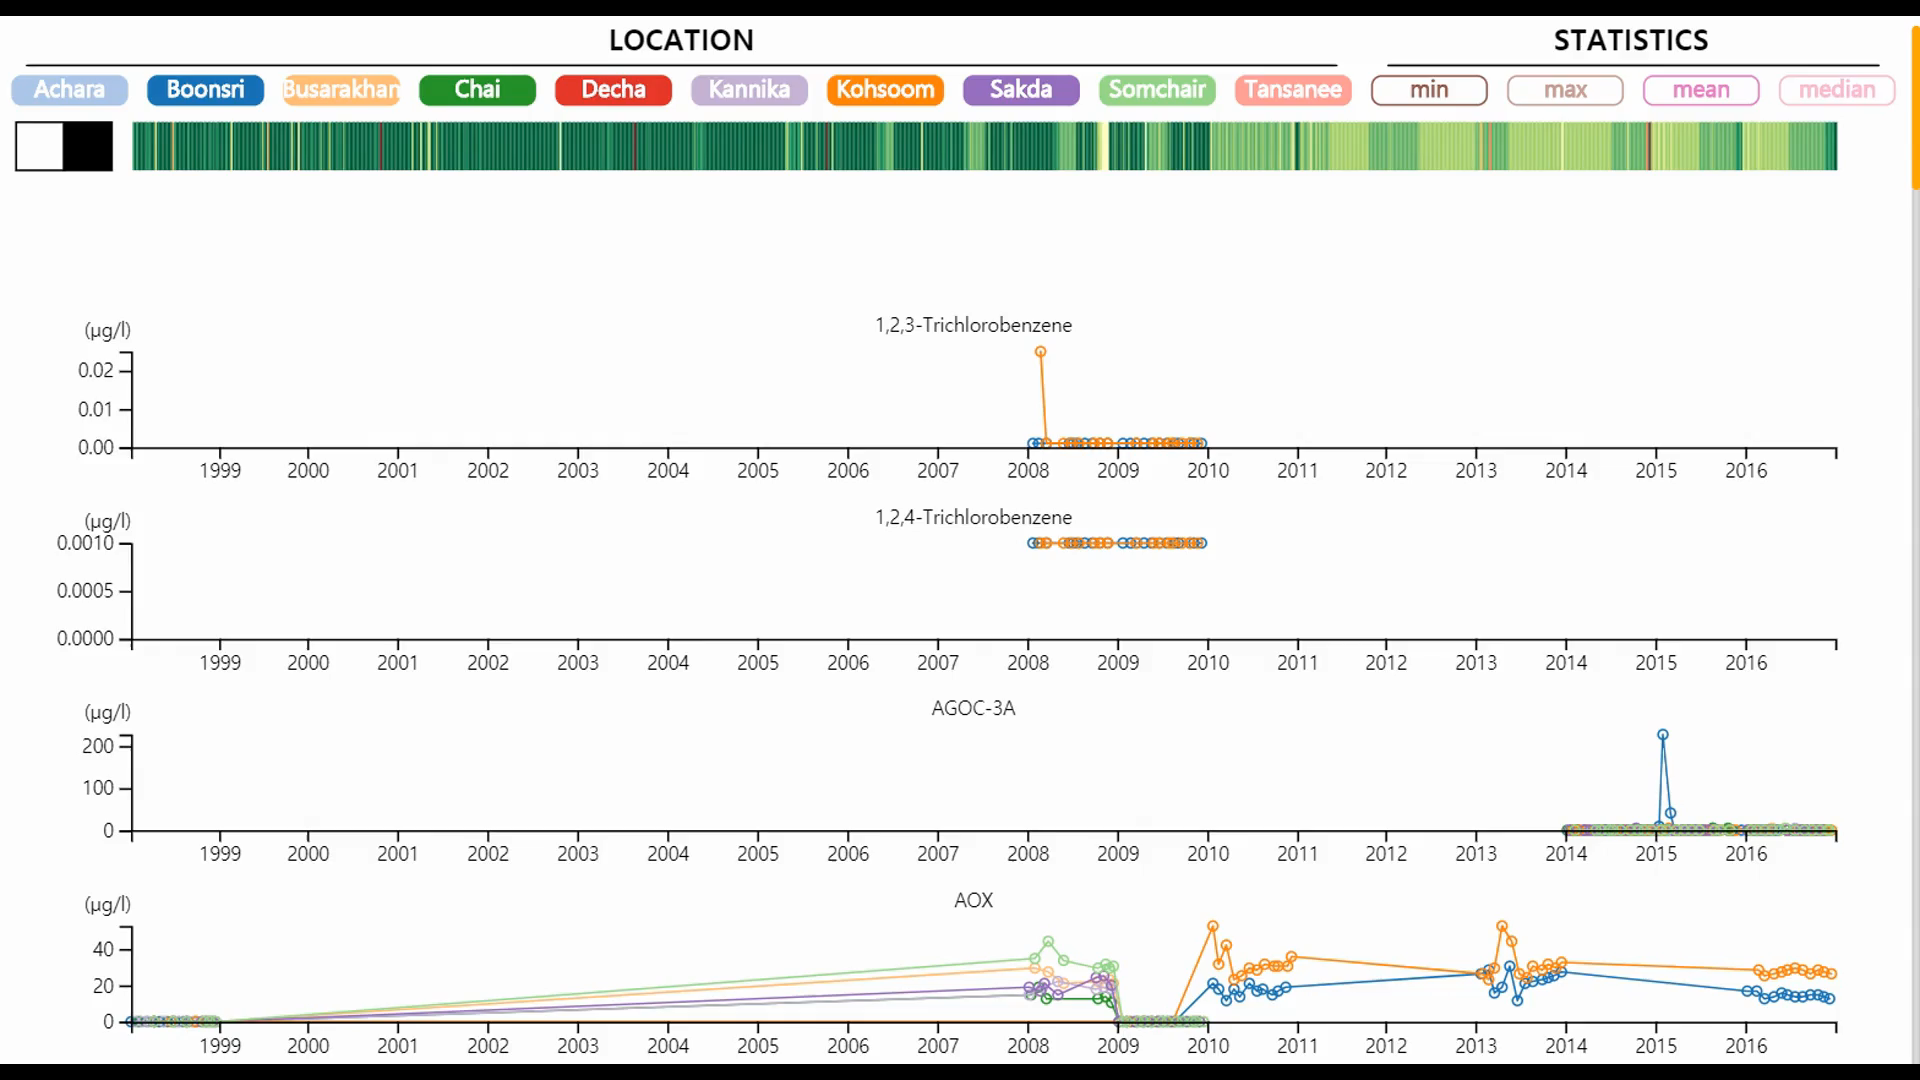 LOCATION STATISTICS
Achara Boonsri Busarakhan Chai Decha Kannika Kohsoom Sakda Somchair Tansanee min max mean median
(µg/l) 1,2,3-Trichlorobenzene
0.02
0.01
0.00
1999 2000 2001 2002 2003 2004 2005 2006 2007 2008 2009 2010 2011 2012 2013 2014 2015 2016
(µg/l) 1,2,4-Trichlorobenzene
0.0010
0.0005
0.0000
1999 2000 2001 2002 2003 2004 2005 2006 2007 2008 2009 2010 2011 2012 2013 2014 2015 2016
(µg/l) AGOC-3A
200
100
0
1999 2000 2001 2002 2003 2004 2005 2006 2007 2008 2009 2010 2011 2012 2013 2014 2015 2016
(µg/l) AOX
40
20
0
1999 2000 2001 2002 2003 2004 2005 2006 2007 2008 2009 2010 2011 2012 2013 2014 2015 2016